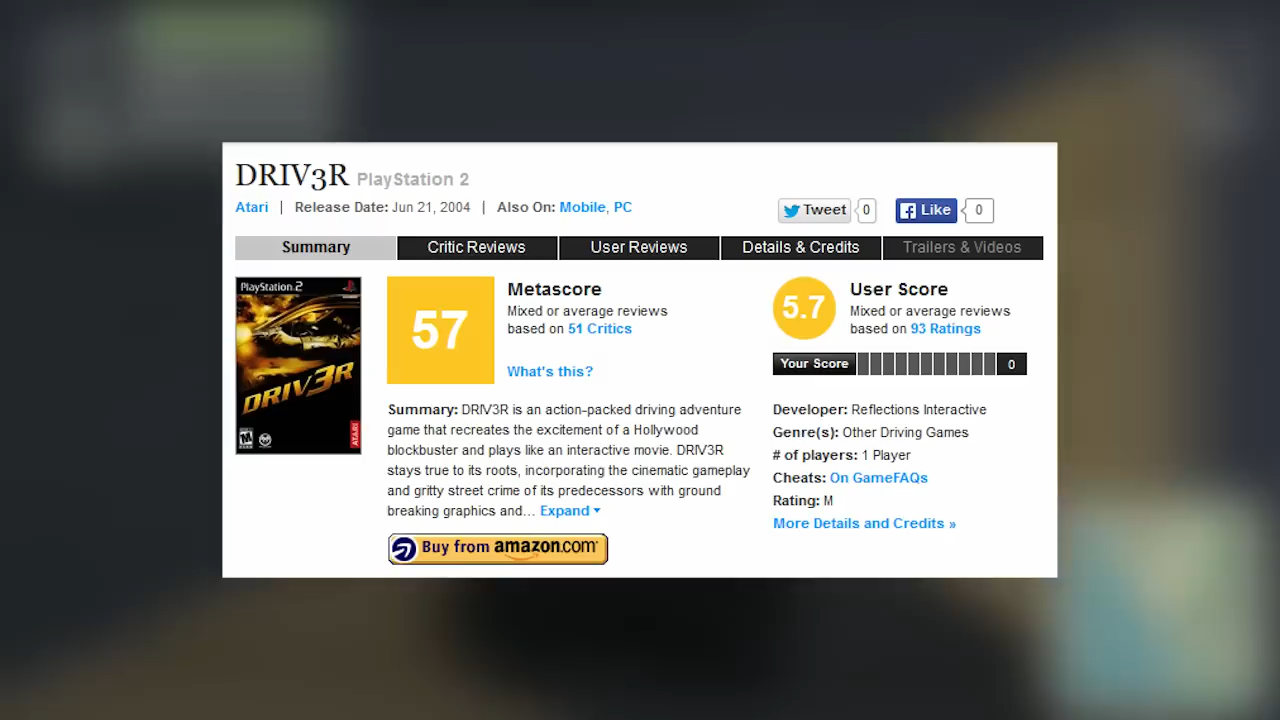 DRIV3R PlayStation 2
Atari | Release Date: Jun 21, 2004 | Also On: Mobile, PC
Tweet 0 Like 0
Summary Critic Reviews User Reviews Details & Credits Trailers & Videos
PlayStation.2
DRIV3R
ATARI
57
Metascore
Mixed or average reviews
based on 51 Critics
What's this?
5.7
User Score
Mixed or average reviews
based on 93 Ratings
Your Score 0
Summary: DRIV3R is an action-packed driving adventure
game that recreates the excitement of a Hollywood
blockbuster and plays like an interactive movie. DRIV3R
stays true to its roots, incorporating the cinematic gameplay
and gritty street crime of its predecessors with ground
breaking graphics and... Expand
Buy from amazon.com
Developer: Reflections Interactive
Genre(s): Other Driving Games
# of players: 1 Player
Cheats: On GameFAQs
Rating: M
More Details and Credits »